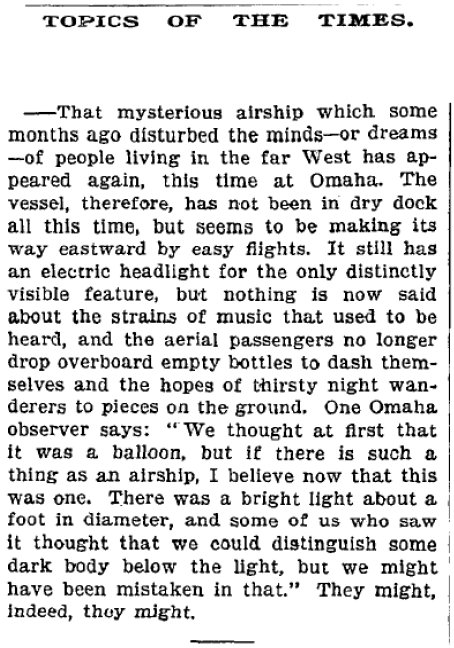 TOPICS OF THE TIMES.
—That mysterious airship which some
months ago disturbed the minds—or dreams
—of people living in the far West has ap-
peared again, this time at Omaha. The
vessel, therefore, has not been in dry dock
all this time, but seems to be making its
way eastward by easy flights. It still has
an electric headlight for the only distinctly
visible feature, but nothing is now said
about the strains of music that used to be
heard, and the aerial passengers no longer
drop overboard empty bottles to dash them-
selves and the hopes of thirsty night wan-
derers to pieces on the ground. One Omaha
observer says: "We thought at first that
it was a balloon, but if there is such a
thing as an airship, I believe now that this
was one. There was a bright light about a
foot in diameter, and some of us who saw
it thought that we could distinguish some
dark body below the light, but we might
have been mistaken in that." They might,
indeed, they might.